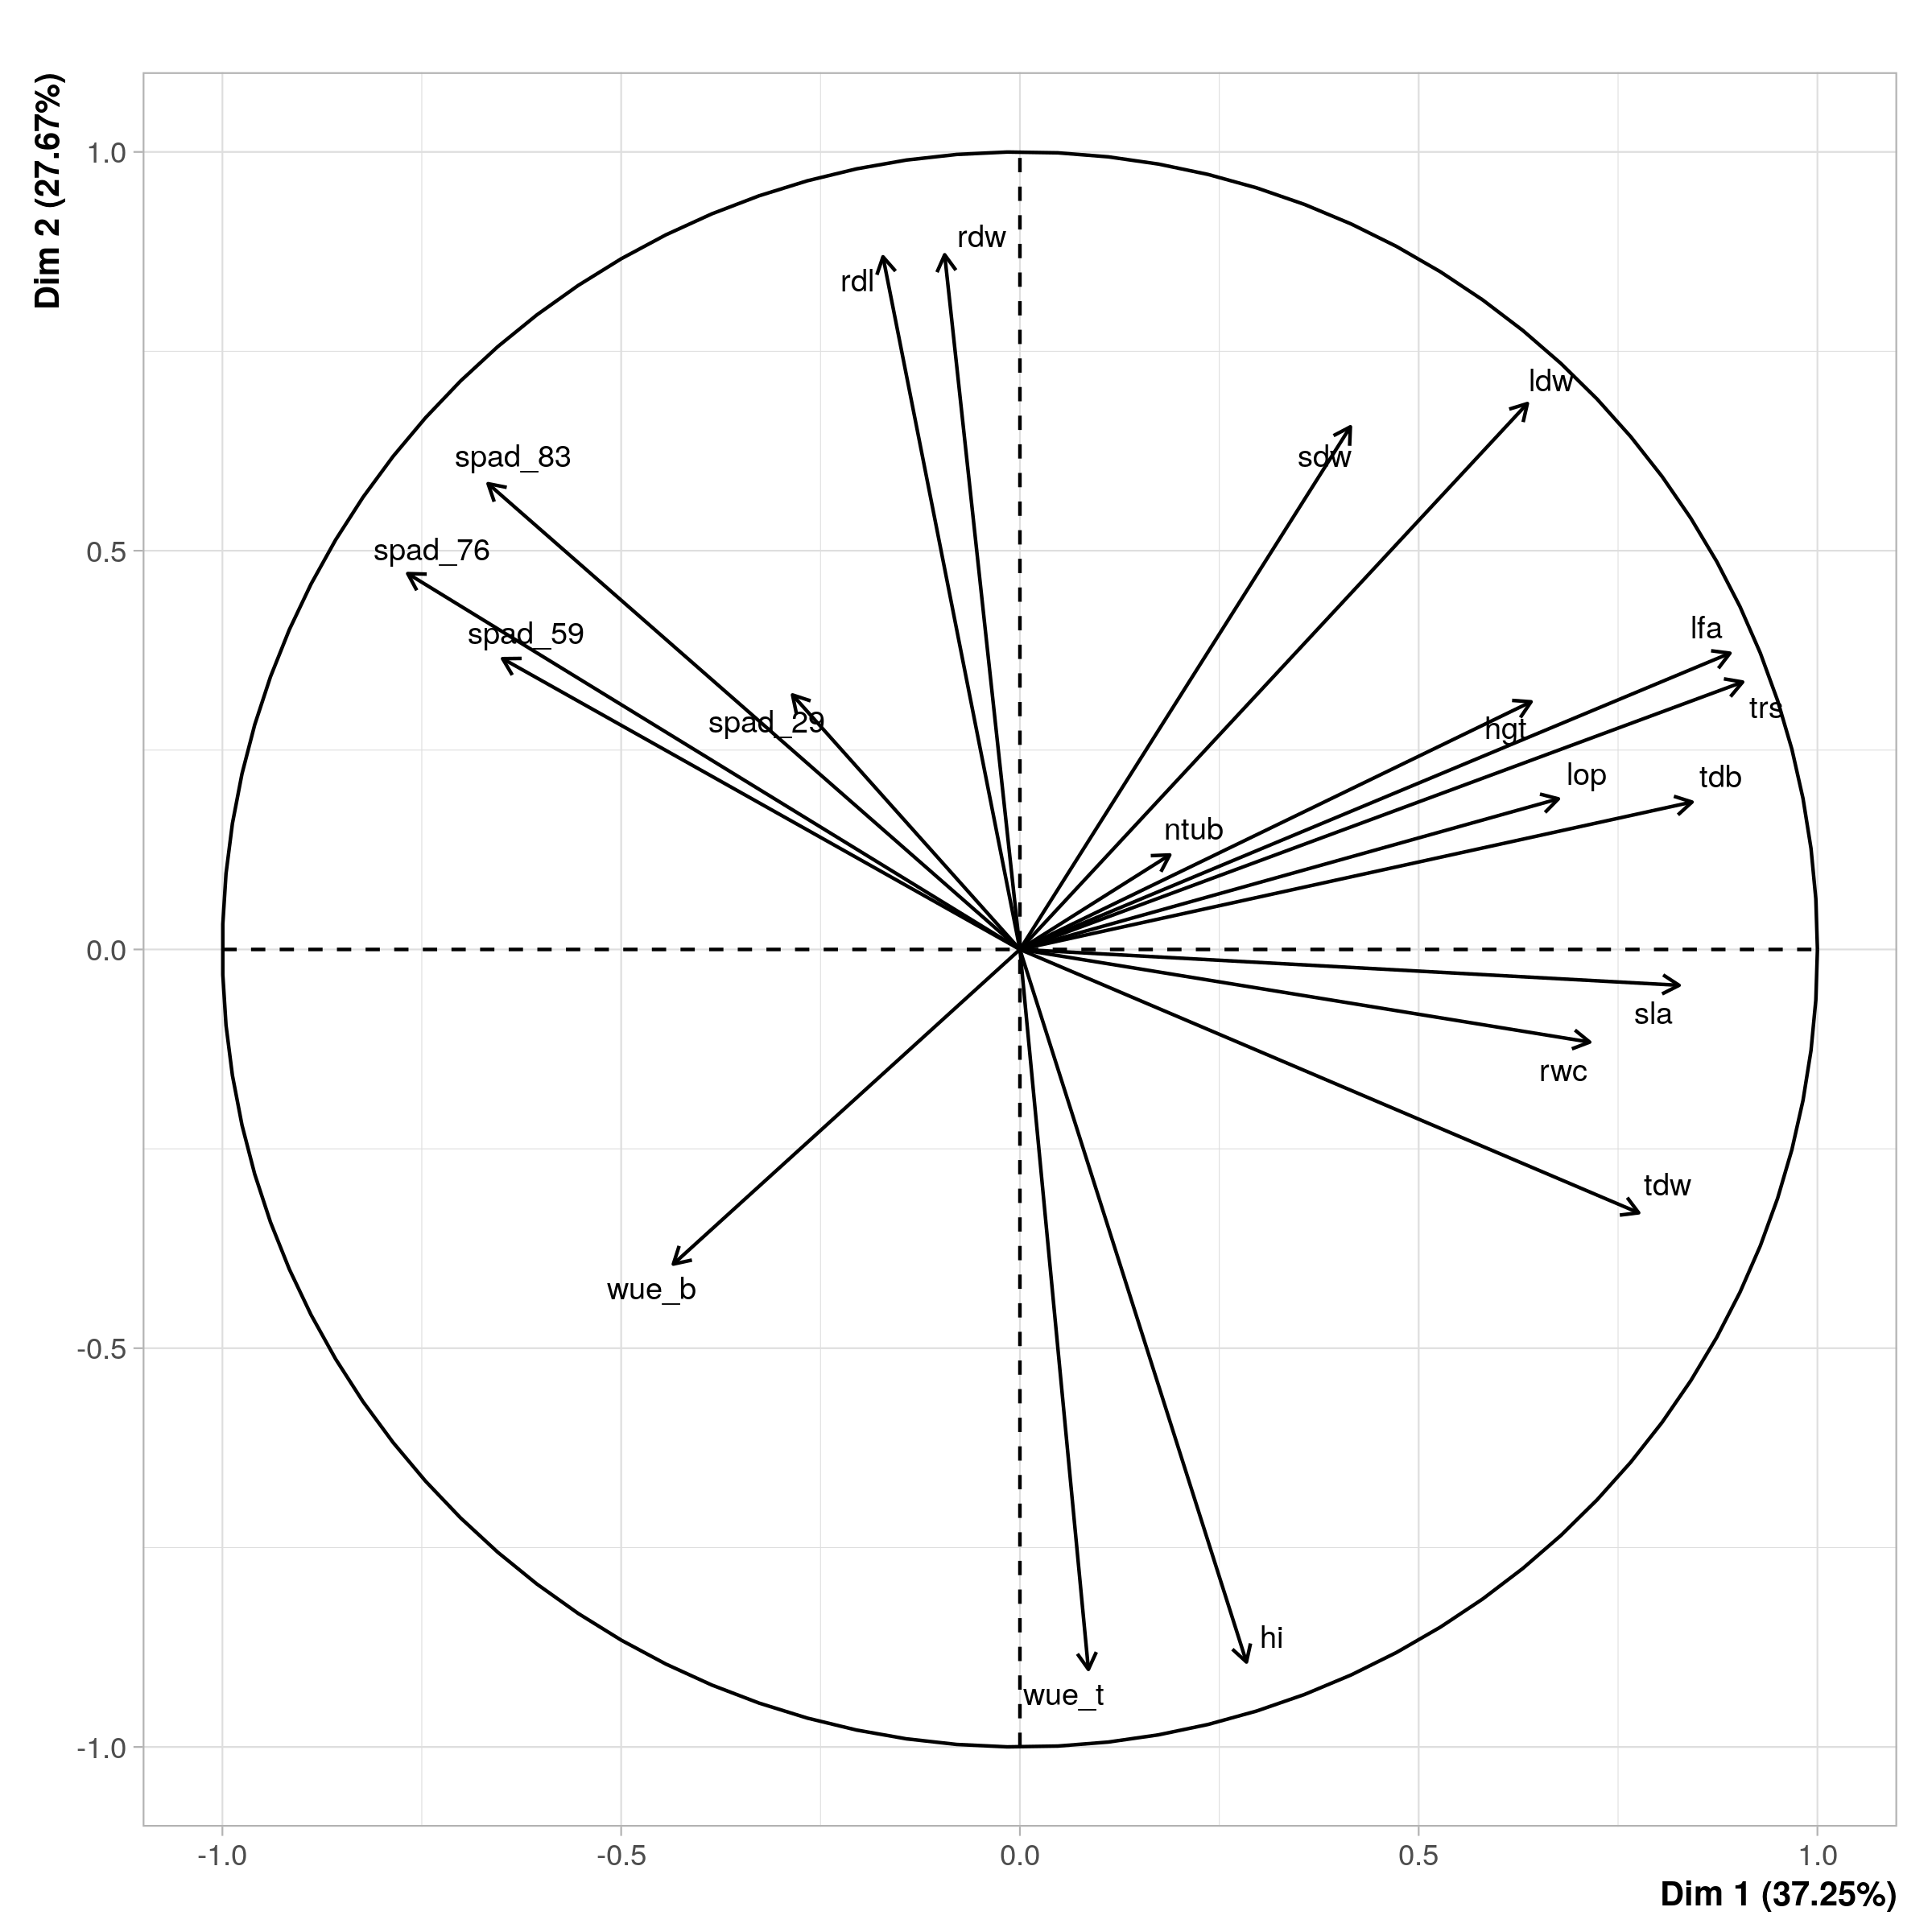 Dim 2 (27.67%)
1.0
0.5
0.0
-0.5
-1.0
rdw
rdl
ldw
sdw
spad_83
spad_76
spad_59
spad_29
lfa
trs
hgt
lop
tdb
ntub
sla
rwc
tdw
wue_b
hi
wue_t
-1.0
-0.5
0.0
0.5
1.0
Dim 1 (37.25%)